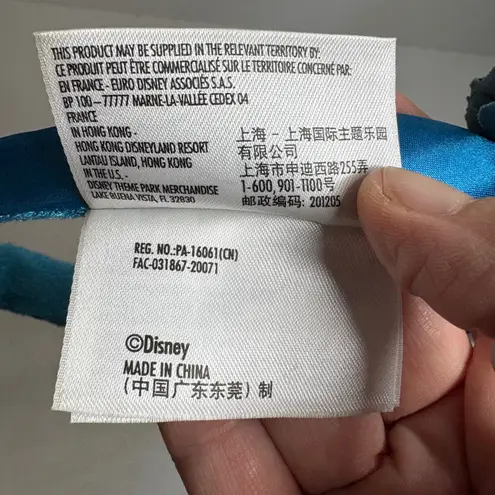 THIS PRODUCT MAY BE SUPPLIED IN THE RELEVANT TERRITORY BY:
CE PRODUIT PEUT ÊTRE COMMERCIALISÉ SUR LE TERRITOIRE CONCERNÉ PAR:
EN FRANCE - EURO DISNEY ASSOCIÉS S.A.S.
BP 100–77777 MARNE-LA-VALLÉE CEDEX 04
FRANCE
IN HONG KONG -
HONG KONG DISNEYLAND RESORT
LANTAU ISLAND, HONG KONG
IN THE U.S. -
DISNEY THEME PARK MERCHANDISE
LAKE BUENA VISTA, FL 32830
上海 - 上海国际主题乐园
有限公司
上海市申迪西路255弄
1-600,901-1100号
邮政编码: 201205
REG. NO.:PA-16061(CN)
FAC-031867-20071
©Disney
MADE IN CHINA
(中国广东东莞) 制